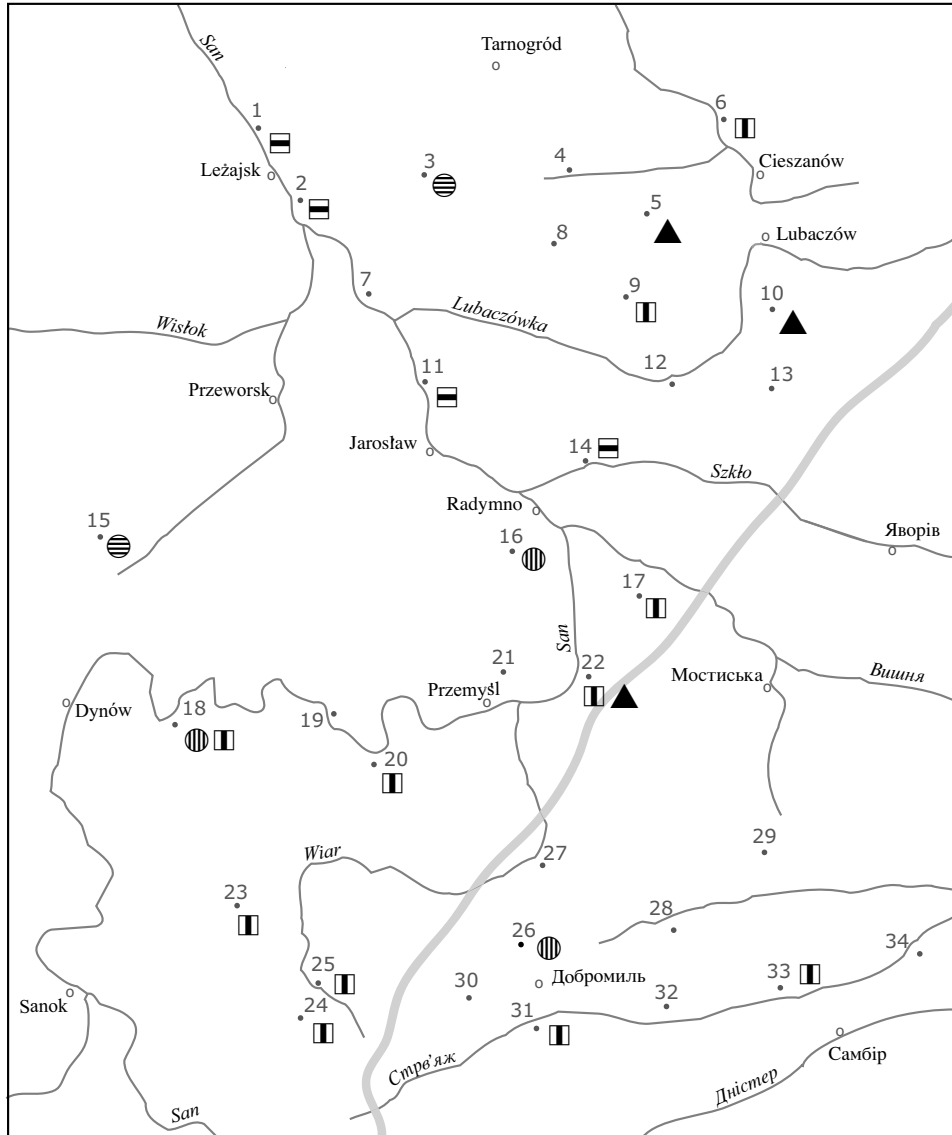 San
Tarnogród
1
6
3
4
Leżajsk
Cieszanów
2
5
8
Lubaczów
7
9
10
Wisłok
Lubaczówka
12
13
11
Przeworsk
Jarosław
14
Szkło
Radymno
15
16
Яворів
17
San
21
22
Мостиська
Вишня
Przemyśl
Dynów
18
19
20
Wiar
27
29
23
28
26
34
25
Добромиль
33
Sanok
30
32
24
31
Стрв’яж
Самбір
San
Дністер